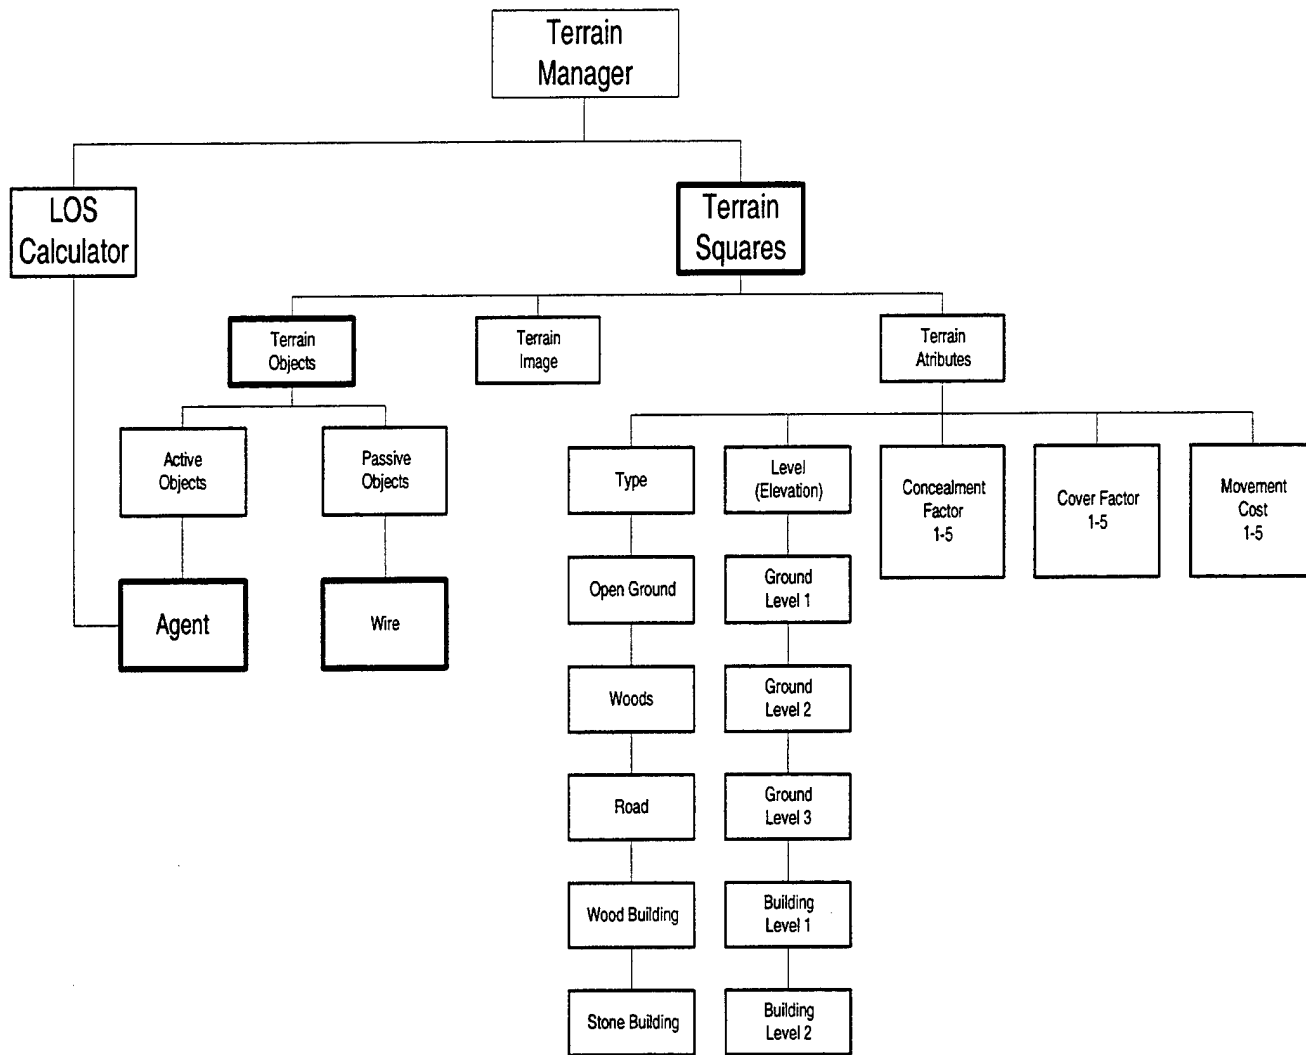 Terrain
Manager
LOS
Calculator
Terrain
Squares
Terrain
Objects
Terrain
Image
Terrain
Atributes
Active
Objects
Passive
Objects
Type
Level
(Elevation)
Concealment
Factor
1-5
Cover Factor
1-5
Movement
Cost
1-5
Agent
Wire
Open Ground
Ground
Level 1
Woods
Ground
Level 2
Road
Ground
Level 3
Wood Building
Building
Level 1
Stone Building
Building
Level 2